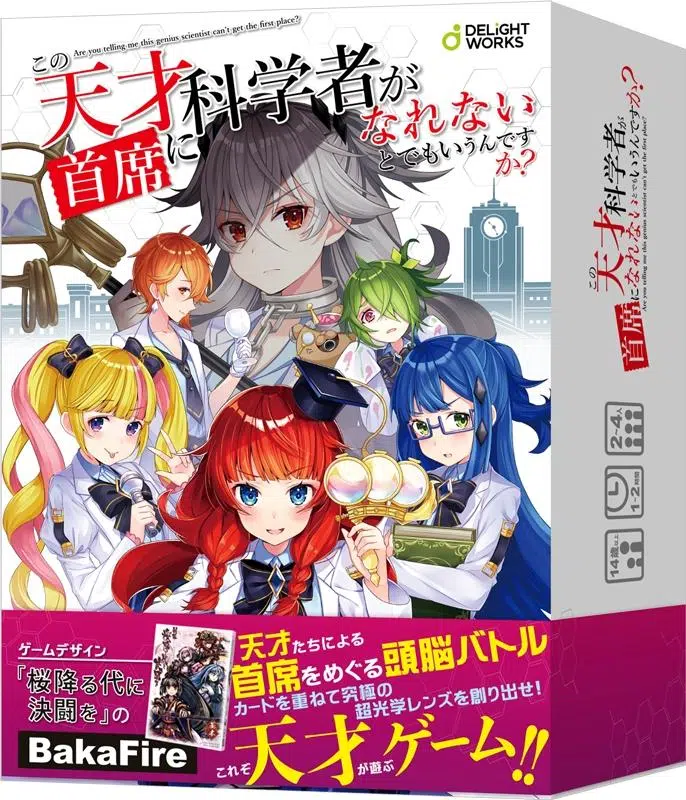 Are you telling me this genius scientist can't get the first place?
DELiGHT
WORKS
この
天才科学者が
首席になれない
とでもいうんです
か?
この
天才科学者が
首席になれないとでもいうんですか?
Are you telling me this genius scientist can't get the first place?
2-4人
1-2時間
14歳以上
ゲームデザイン
『桜降る代に
決闘を』の
BakaFire
天才たちによる
首席をめぐる頭脳バトル
カードを重ねて究極の
超光学レンズを創り出せ!
これぞ天才が遊ぶゲーム!!